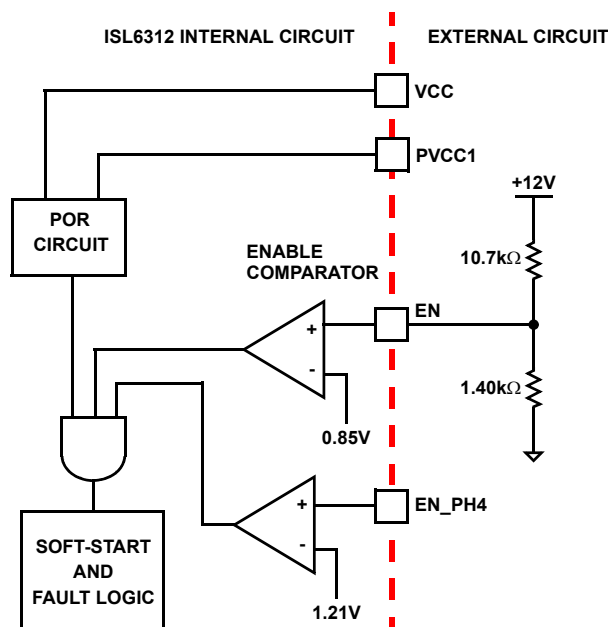 ISL6312 INTERNAL CIRCUIT
EXTERNAL CIRCUIT
VCC
PVCC1
+12V
POR
CIRCUIT
10.7kΩ
ENABLE
COMPARATOR
EN
+
-
1.40kΩ
0.85V
EN_PH4
+
-
SOFT-START
AND
FAULT LOGIC
1.21V